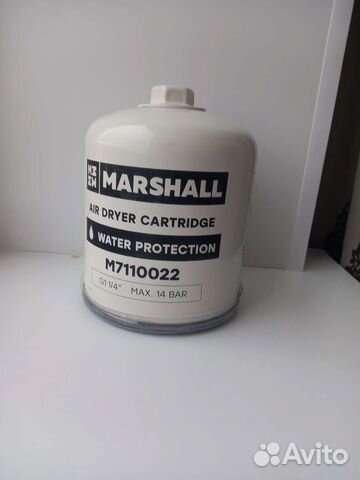 MARSHALL
AIR DRYER CARTRIDGE
WATER PROTECTION
M7110022
G1 1/4" MAX. 14 BAR
Avito